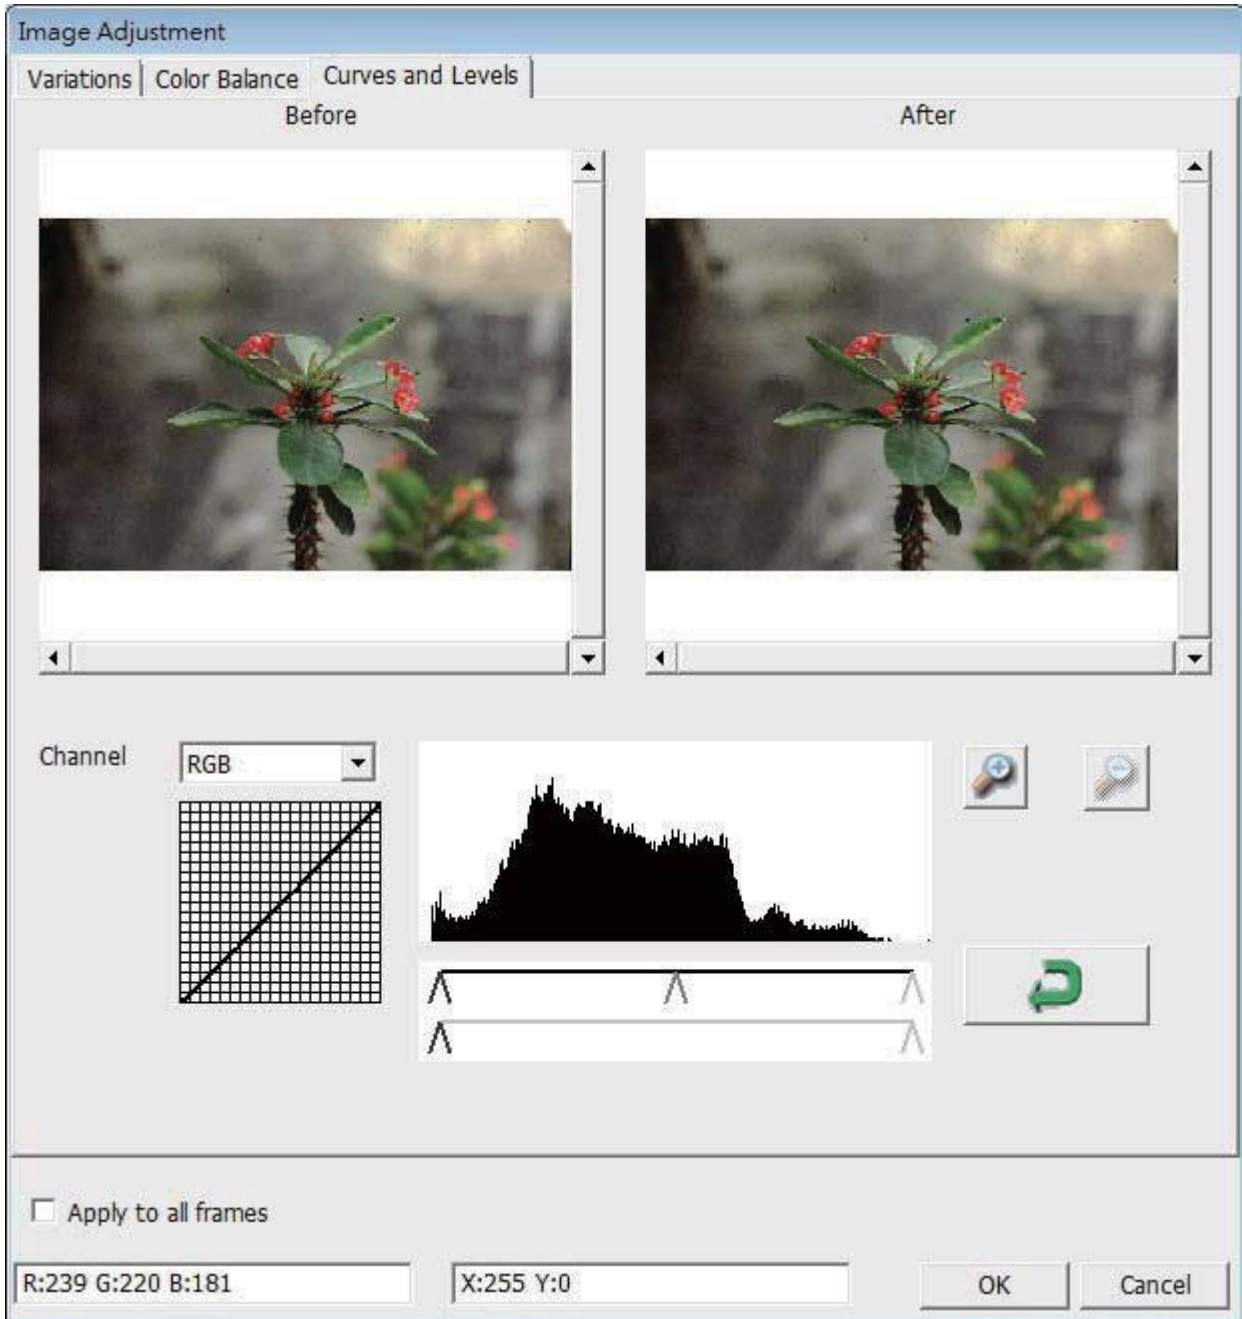 Image Adjustment
Variations Color Balance Curves and Levels
Before After
Channel RGB
Apply to all frames
R:239 G:220 B:181 X:255 Y:0 OK Cancel